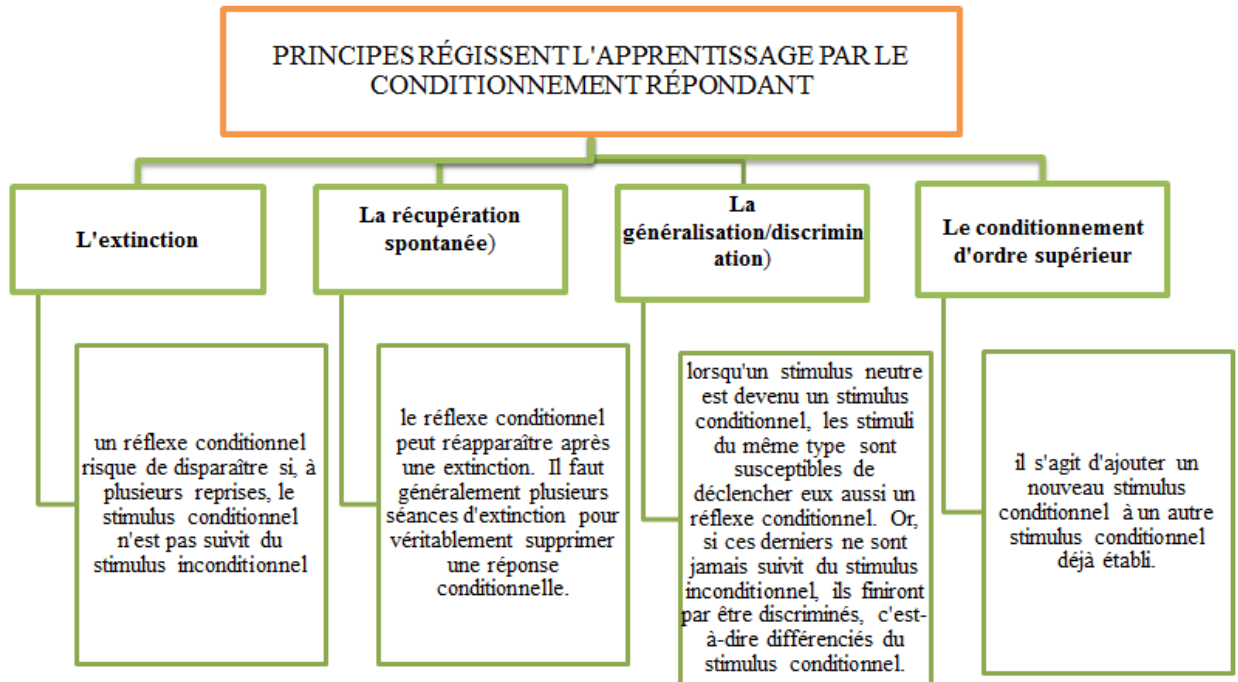 PRINCIPES RÉGISSENT L'APPRENTISSAGE PAR LE
CONDITIONNEMENT RÉPONDANT
L'extinction
un réflexe conditionnel
risque de disparaître si, à
plusieurs reprises, le
stimulus conditionnel
n'est pas suivit du
stimulus inconditionnel
La récupération
spontanée)
le réflexe conditionnel
peut réapparaître après
une extinction. Il faut
généralement plusieurs
séances d'extinction pour
véritablement supprimer
une réponse
conditionnelle.
La
généralisation/discrimin
ation)
lorsqu'un stimulus neutre
est devenu un stimulus
conditionnel, les stimuli
du même type sont
susceptibles de
déclencher eux aussi un
réflexe conditionnel. Or,
si ces derniers ne sont
jamais suivit du stimulus
inconditionnel, ils finiront
par être discriminés, c'est-
à-dire différenciés du
stimulus conditionnel.
Le conditionnement
d'ordre supérieur
il s'agit d'ajouter un
nouveau stimulus
conditionnel à un autre
stimulus conditionnel
déjà établi.